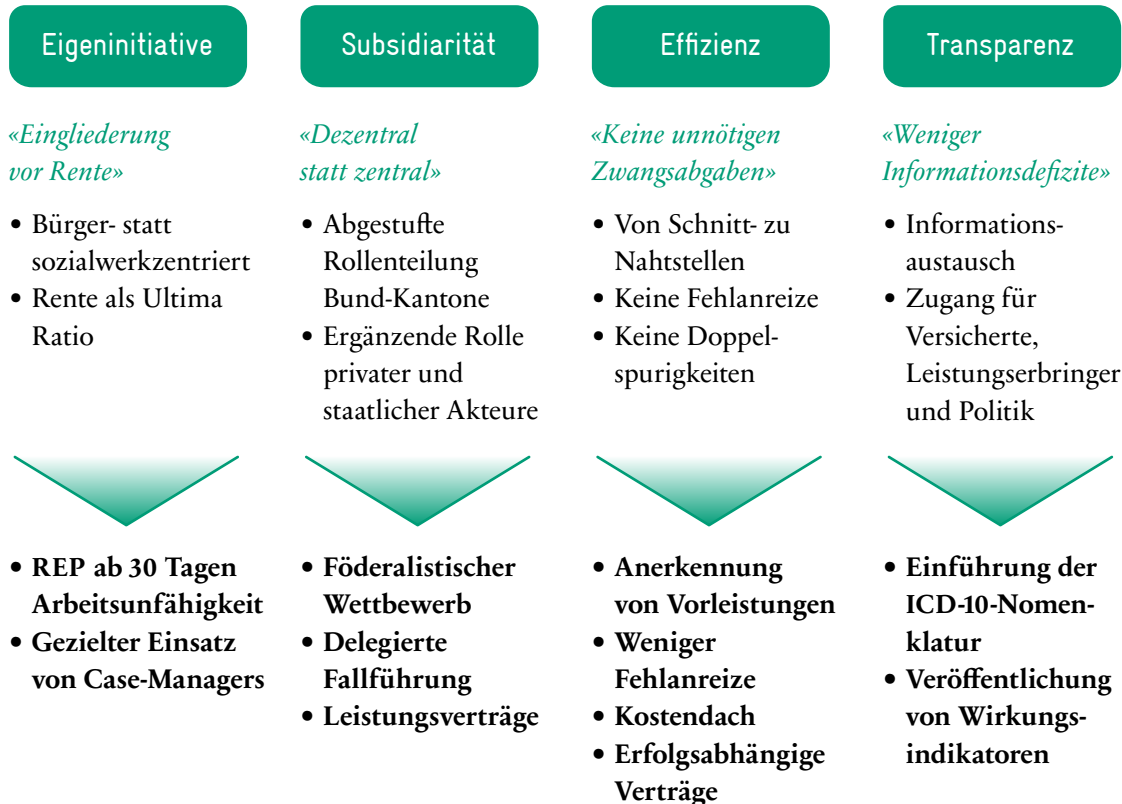 Eigeninitiative
«Eingliederung
vor Rente»
• Bürger- statt
sozialwerkzentriert
• Rente als Ultima
Ratio
• REP ab 30 Tagen
Arbeitsunfähigkeit
• Gezielter Einsatz
von Case-Managers
Subsidiarität
«Dezentral
statt zentral»
• Abgestufte
Rollenteilung
Bund-Kantone
• Ergänzende Rolle
privater und
staatlicher Akteure
• Föderalistischer
Wettbewerb
• Delegierte
Fallführung
• Leistungsverträge
Effizienz
«Keine unnötigen
Zwangsabgaben»
• Von Schnitt- zu
Nahtstellen
• Keine Fehlanreize
• Keine Doppel-
spurigkeiten
• Anerkennung
von Vorleistungen
• Weniger
Fehlanreize
• Kostendach
• Erfolgsabhängige
Verträge
Transparenz
«Weniger
Informationsdefizite»
• Informations-
austausch
• Zugang für
Versicherte,
Leistungserbringer
und Politik
• Einführung der
ICD-10-Nomen-
klatur
• Veröffentlichung
von Wirkungs-
indikatoren